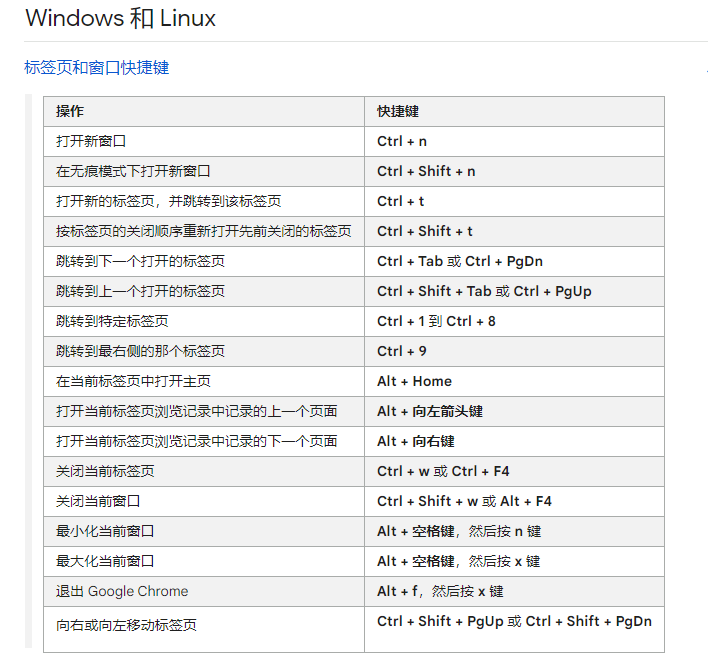 Windows 和 Linux
标签页和窗口快捷键
操作 快捷键
打开新窗口 Ctrl + n
在无痕模式下打开新窗口 Ctrl + Shift + n
打开新的标签页，并跳转到该标签页 Ctrl + t
按标签页的关闭顺序重新打开先前关闭的标签页 Ctrl + Shift + t
跳转到下一个打开的标签页 Ctrl + Tab 或 Ctrl + PgDn
跳转到上一个打开的标签页 Ctrl + Shift + Tab 或 Ctrl + PgUp
跳转到特定标签页 Ctrl + 1 到 Ctrl + 8
跳转到最右侧的那个标签页 Ctrl + 9
在当前标签页中打开主页 Alt + Home
打开当前标签页浏览记录中记录的上一个页面 Alt + 向左箭头键
打开当前标签页浏览记录中记录的下一个页面 Alt + 向右键
关闭当前标签页 Ctrl + w 或 Ctrl + F4
关闭当前窗口 Ctrl + Shift + w 或 Alt + F4
最小化当前窗口 Alt + 空格键，然后按 n 键
最大化当前窗口 Alt + 空格键，然后按 x 键
退出 Google Chrome Alt + f，然后按 x 键
向右或向左移动标签页 Ctrl + Shift + PgUp 或 Ctrl + Shift + PgDn